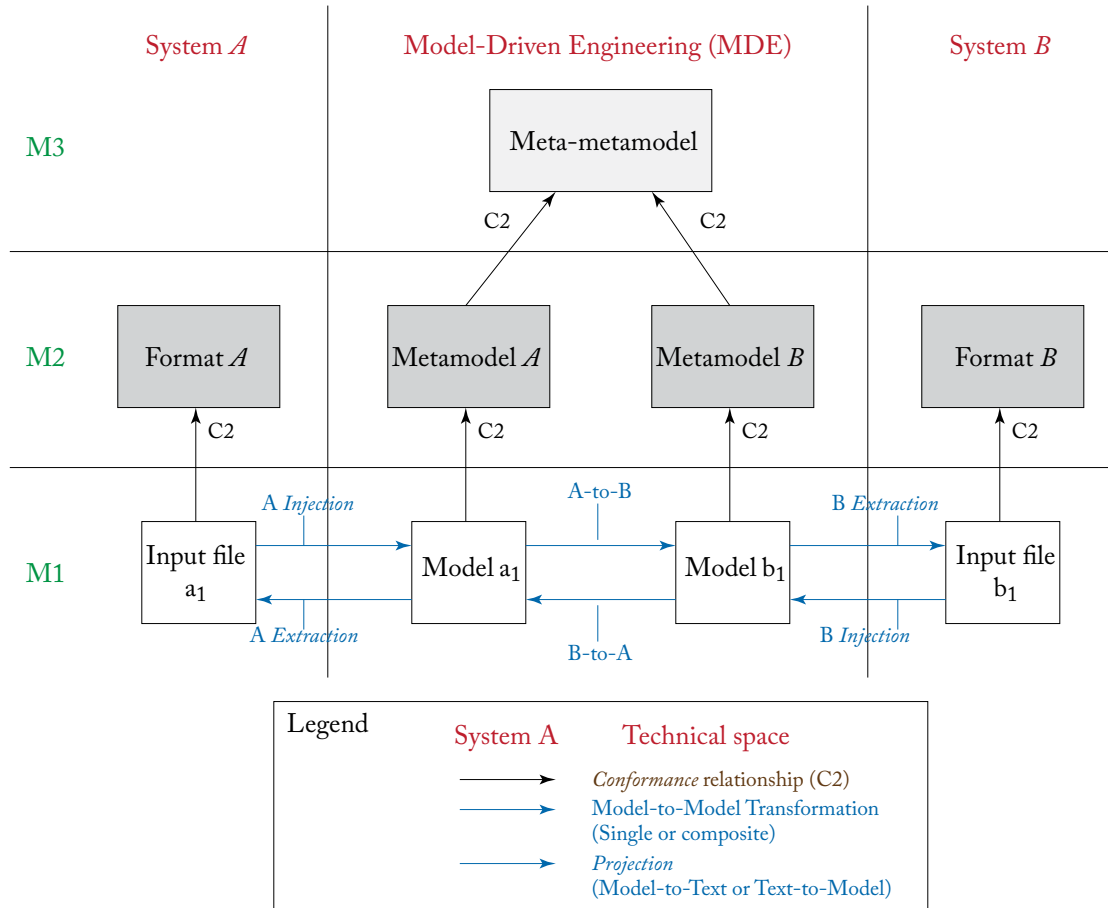 System A
Model-Driven Engineering (MDE)
System B
M3
Meta-metamodel
C2
C2
M2
Format A
Metamodel A
Metamodel B
Format B
C2
C2
C2
C2
M1
A Injection
A-to-B
B Extraction
Input file
a1
Model a1
Model b1
Input file
b1
A Extraction
B-to-A
B Injection
Legend
System A
Technical space
Conformance relationship (C2)
Model-to-Model Transformation
(Single or composite)
Projection
(Model-to-Text or Text-to-Model)